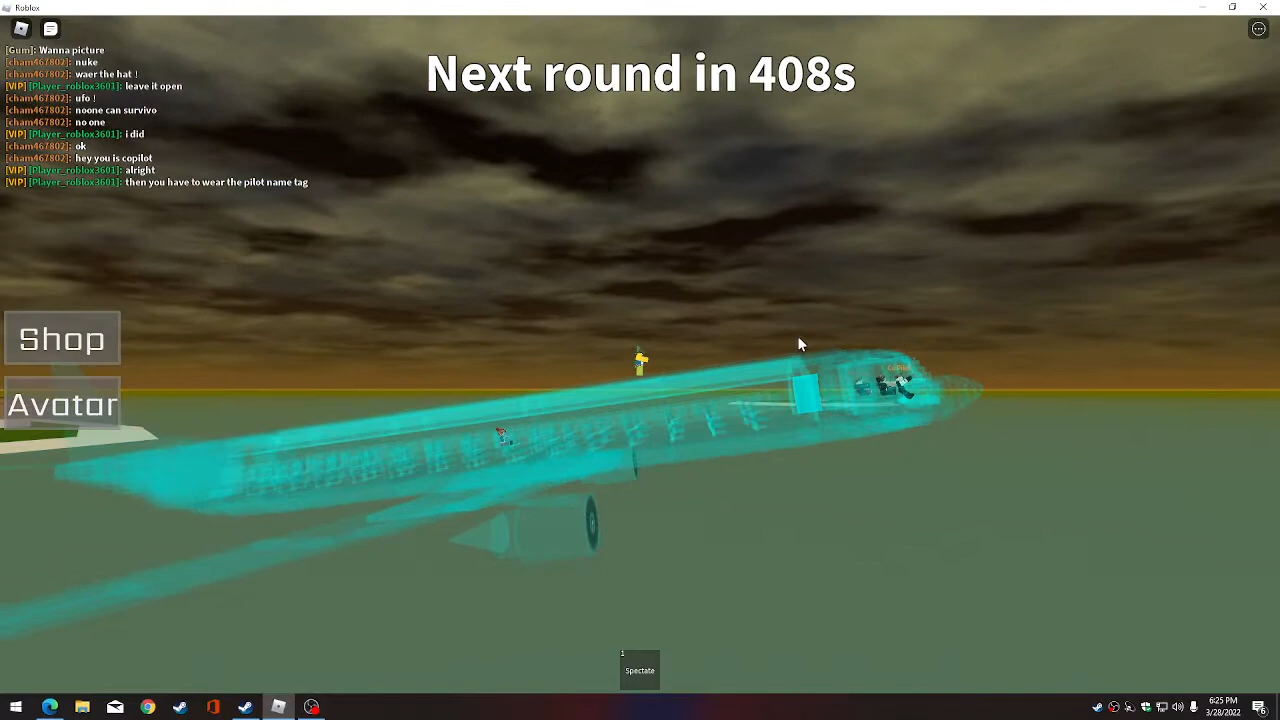 Roblox
[Gum]: Wanna picture
[cham467802]: nuke
[cham467802]: waer the hat !
[VIP] [Player_roblox3601]: leave it open
[cham467802]: ufo !
[cham467802]: noone can survivo
[cham467802]: no one
[VIP] [Player_roblox3601]: i did
[cham467802]: ok
[cham467802]: hey you is copilot
[VIP] [Player_roblox3601]: alright
[VIP] [Player_roblox3601]: then you have to wear the pilot name tag
Next round in 408s
Shop
Avatar
1
Spectate
6:25 PM
3/28/2022